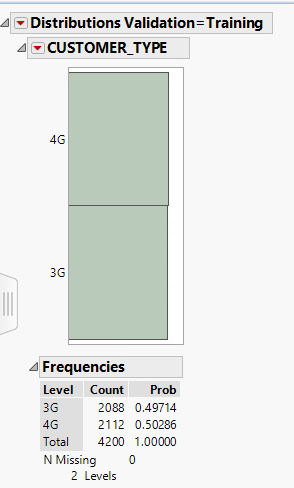 Distributions Validation=Training
CUSTOMER_TYPE
4G
3G
Frequencies
Level Count Prob
3G 2088 0.49714
4G 2112 0.50286
Total 4200 1.00000
N Missing 0
2 Levels